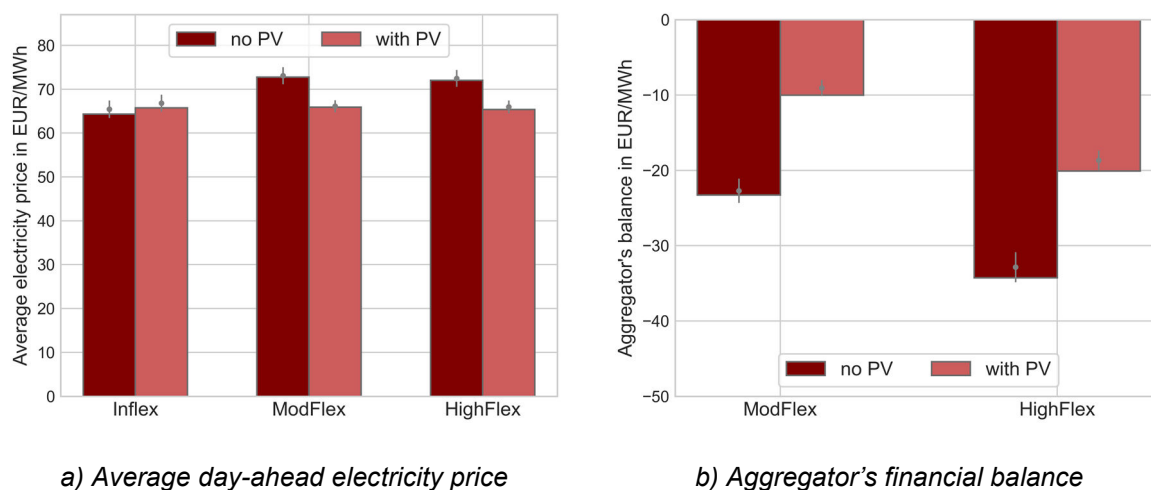 no PV with PV
Average electricity price in EUR/MWh
80
70
60
50
40
30
20
10
0
Inflex ModFlex HighFlex
a) Average day-ahead electricity price
Aggregator's balance in EUR/MWh
0
−10
−20
−30
−40
−50
no PV with PV
ModFlex HighFlex
b) Aggregator’s financial balance